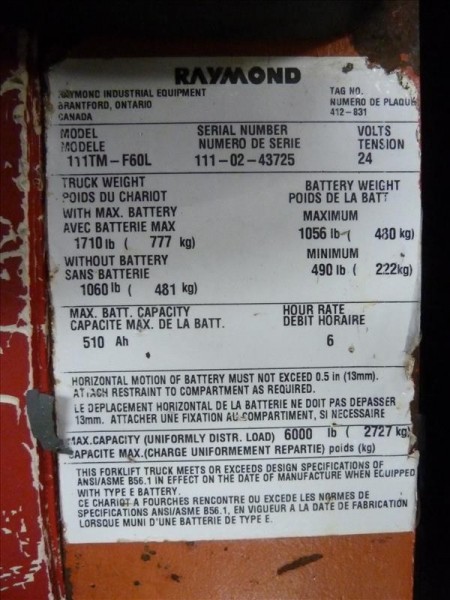 RAYMOND
RAYMOND INDUSTRIAL EQUIPMENT
BRANTFORD, ONTARIO
CANADA
TAG NO.
NUMERO DE PLAQUE
412-831
MODEL
MODELE
111TM-F60L
SERIAL NUMBER
NUMERO DE SERIE
111-02-43725
VOLTS
TENSION
24
TRUCK WEIGHT
POIDS DU CHARIOT
WITH MAX. BATTERY
AVEC BATTERIE MAX
1710 lb ( 777 kg)
WITHOUT BATTERY
SANS BATTERIE
1060 lb ( 481 kg)
BATTERY WEIGHT
POIDS DE LA BATT
MAXIMUM
1056 lb ( 480 kg)
MINIMUM
490 lb ( 222kg)
MAX. BATT. CAPACITY
CAPACITE MAX. DE LA BATT.
510 Ah
HOUR RATE
DEBIT HORAIRE
6
HORIZONTAL MOTION OF BATTERY MUST NOT EXCEED 0.5 in (13mm).
ATTACH RESTRAINT TO COMPARTMENT AS REQUIRED.
LE DEPLACEMENT HORIZONTAL DE LA BATTERIE NE DOIT PAS DEPASSER
13mm. ATTACHER UNE FIXATION AU COMPARTIMENT, SI NECESSAIRE
MAX.CAPACITY (UNIFORMLY DISTR. LOAD) 6000 lb ( 2727 kg)
CAPACITE MAX.(CHARGE UNIFORMEMENT REPARTIE) poids (kg)
THIS FORKLIFT TRUCK MEETS OR EXCEEDS DESIGN SPECIFICATIONS OF
ANSI/ASME B56.1 IN EFFECT ON THE DATE OF MANUFACTURE WHEN EQUIPPED
WITH TYPE E BATTERY.
CE CHARIOT A FOURCHES RENCONTRE OU EXCEDE LES NORMES DE
SPECIFICATIONS ANSI/ASME B56.1, EN VIGUEUR A LA DATE DE FABRICATION
LORSQUE MUNI D'UNE BATTERIE DE TYPE E.